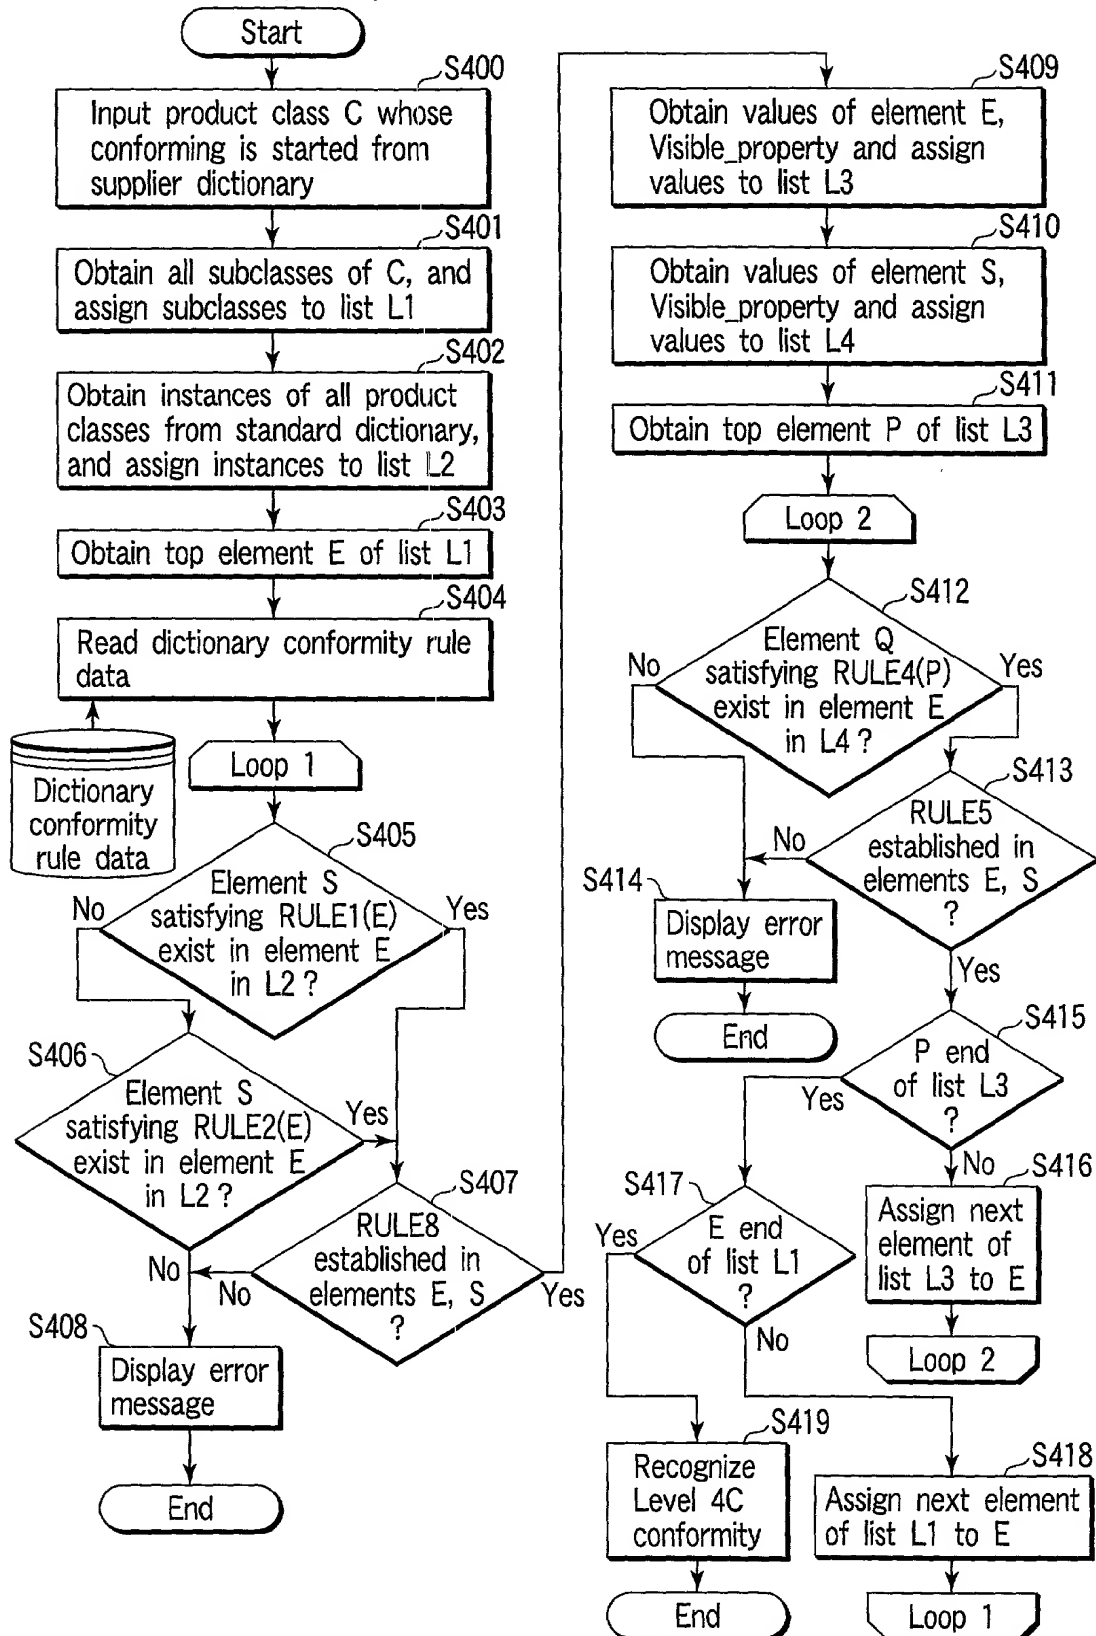 Start
S400
Input product class C whose
conforming is started from
supplier dictionary
S401
Obtain all subclasses of C, and
assign subclasses to list L1
S402
Obtain instances of all product
classes from standard dictionary,
and assign instances to list L2
S403
Obtain top element E of list L1
S404
Read dictionary conformity rule
data
Dictionary
conformity
rule data
Loop 1
S405
Element S
satisfying RULE1(E)
exist in element E
in L2 ?
No
Yes
S406
Element S
satisfying RULE2(E)
exist in element E
in L2 ?
Yes
No
S407
RULE8
established in
elements E, S
?
No
Yes
S408
Display error
message
End
S409
Obtain values of element E,
Visible_property and assign
values to list L3
S410
Obtain values of element S,
Visible_property and assign
values to list L4
S411
Obtain top element P of list L3
Loop 2
S412
Element Q
satisfying RULE4(P)
exist in element E
in L4 ?
No
Yes
S413
RULE5
established in
elements E, S
?
No
Yes
S414
Display error
message
End
S415
P end
of list L3
?
Yes
No
S416
Assign next
element of
list L3 to E
Loop 2
S417
E end
of list L1
?
Yes
No
S419
Recognize
Level 4C
conformity
End
S418
Assign next element
of list L1 to E
Loop 1